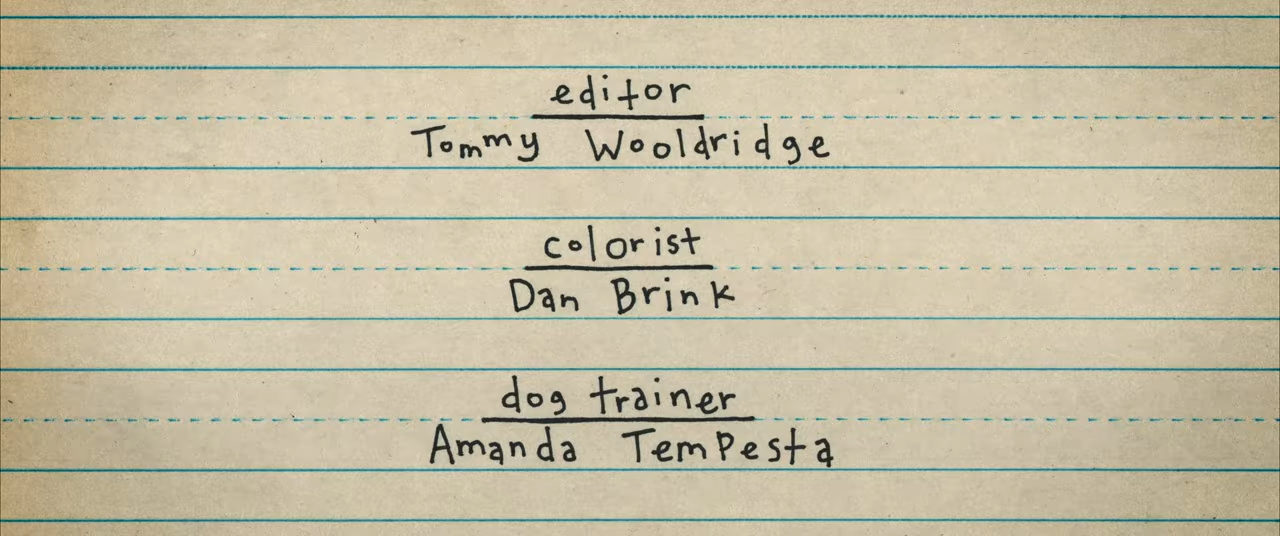 editor
Tommy Wooldridge
colorist
Dan Brink
dog trainer
Amanda Tempesta